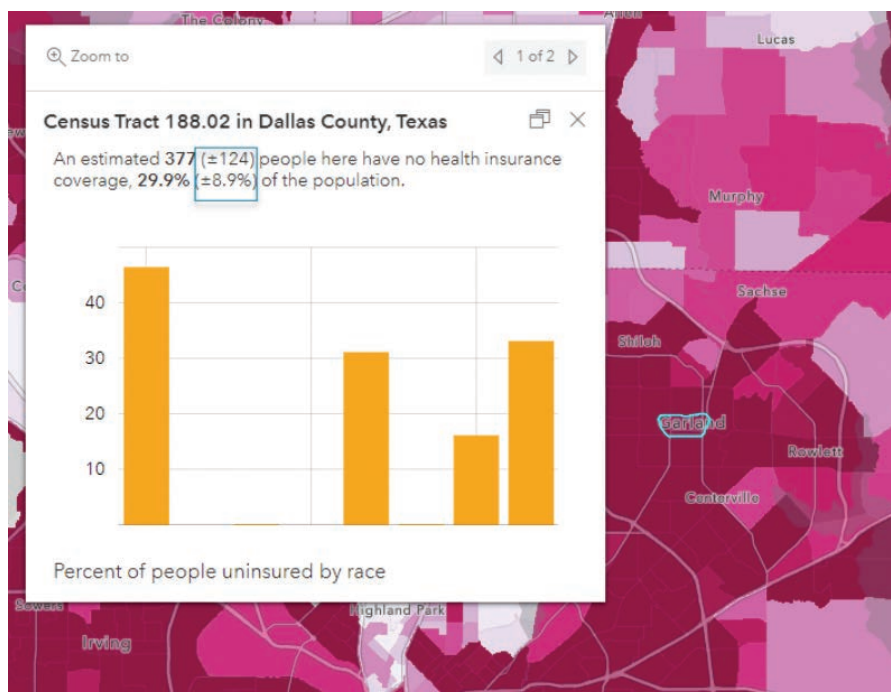 The Colony
Allen
Lucas
Zoom to
1 of 2
Census Tract 188.02 in Dallas County, Texas
An estimated 377 (±124) people here have no health insurance
coverage, 29.9% (±8.9%) of the population.
Murphy
40
30
20
10
Sachse
Shiloh
Garland
Rowlett
Centerville
Percent of people uninsured by race
Sowers
Highland Park
Irving